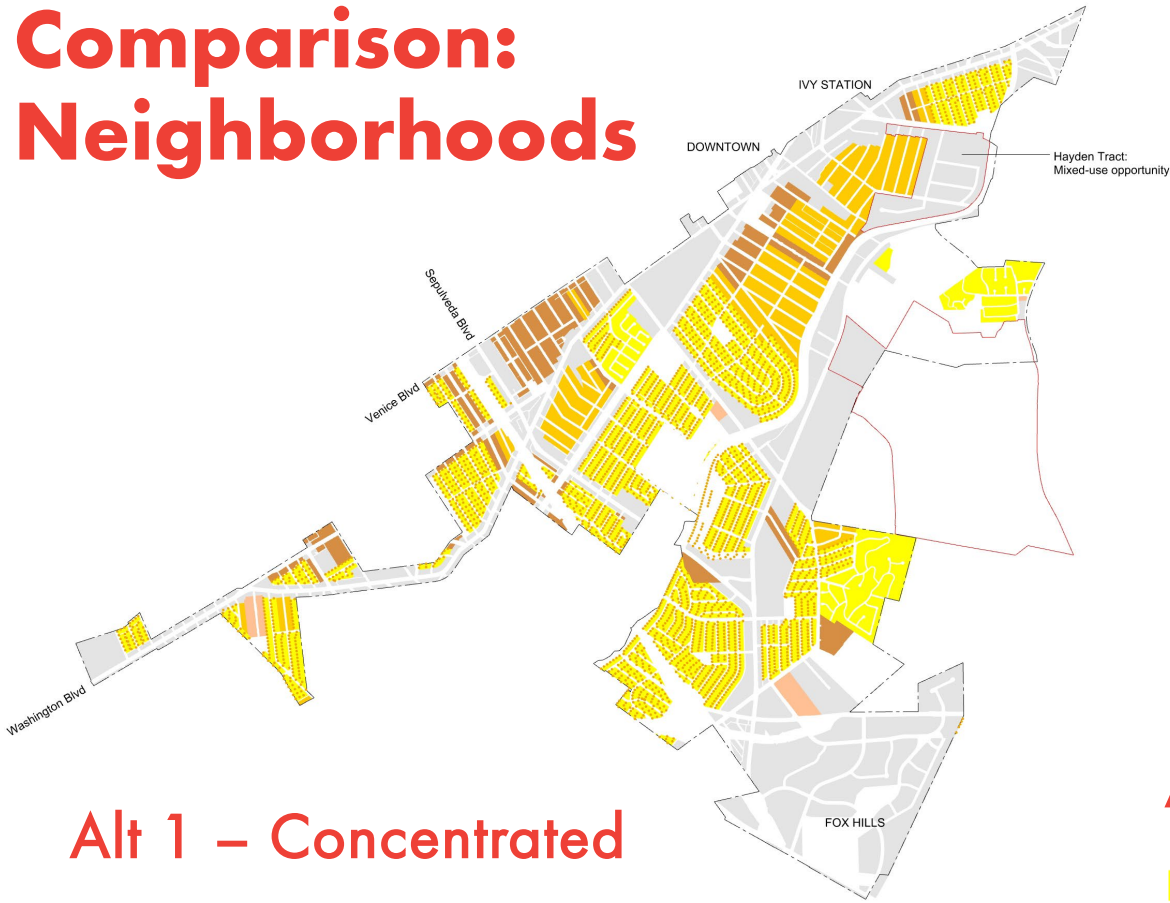 Comparison:
Neighborhoods
IVY STATION
DOWNTOWN
Hayden Tract:
Mixed-use opportunity
Sepulveda Blvd
Venice Blvd
Washington Blvd
FOX HILLS
Alt 1 – Concentrated